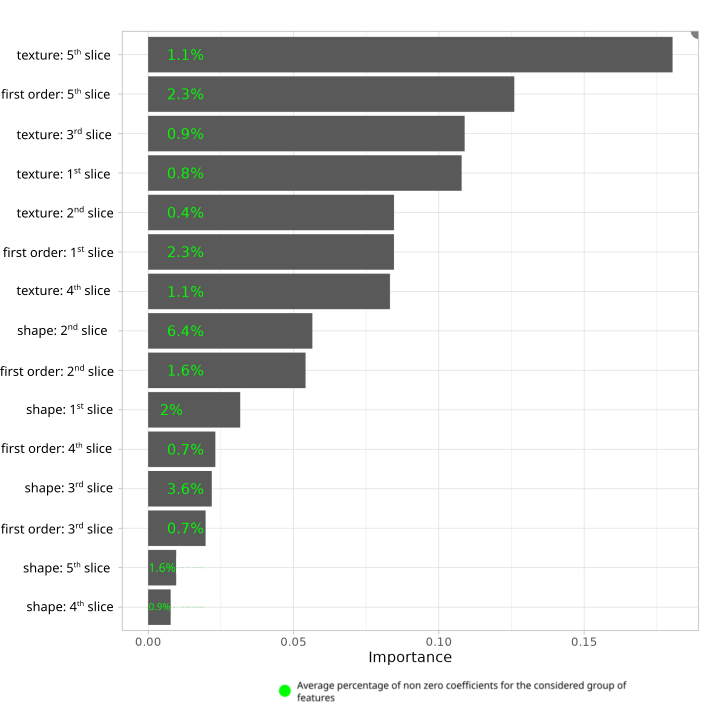 texture: 5th slice 1.1%
first order: 5th slice 2.3%
texture: 3rd slice 0.9%
texture: 1st slice 0.8%
texture: 2nd slice 0.4%
first order: 1st slice 2.3%
texture: 4th slice 1.1%
shape: 2nd slice 6.4%
first order: 2nd slice 1.6%
shape: 1st slice 2%
first order: 4th slice 0.7%
shape: 3rd slice 3.6%
first order: 3rd slice 0.7%
shape: 5th slice 1.6%
shape: 4th slice 0.9%
0.00 0.05 0.10 0.15
Importance
Average percentage of non zero coefficients for the considered group of
features